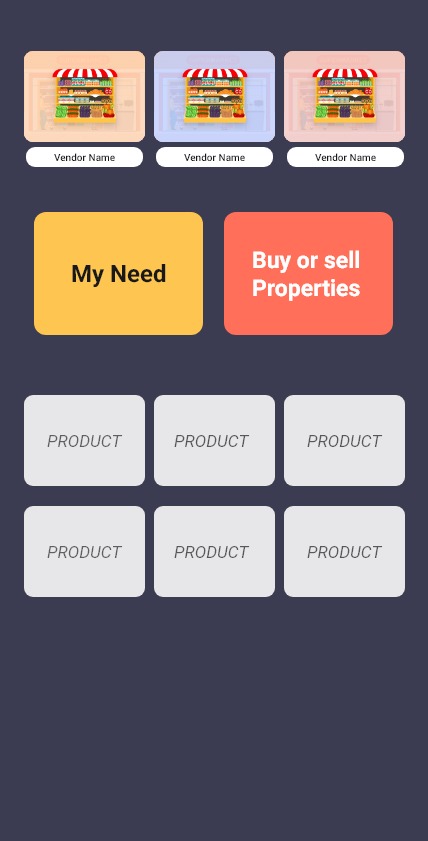 Vendor Name
Vendor Name
Vendor Name
My Need
Buy or sell
Properties
PRODUCT
PRODUCT
PRODUCT
PRODUCT
PRODUCT
PRODUCT